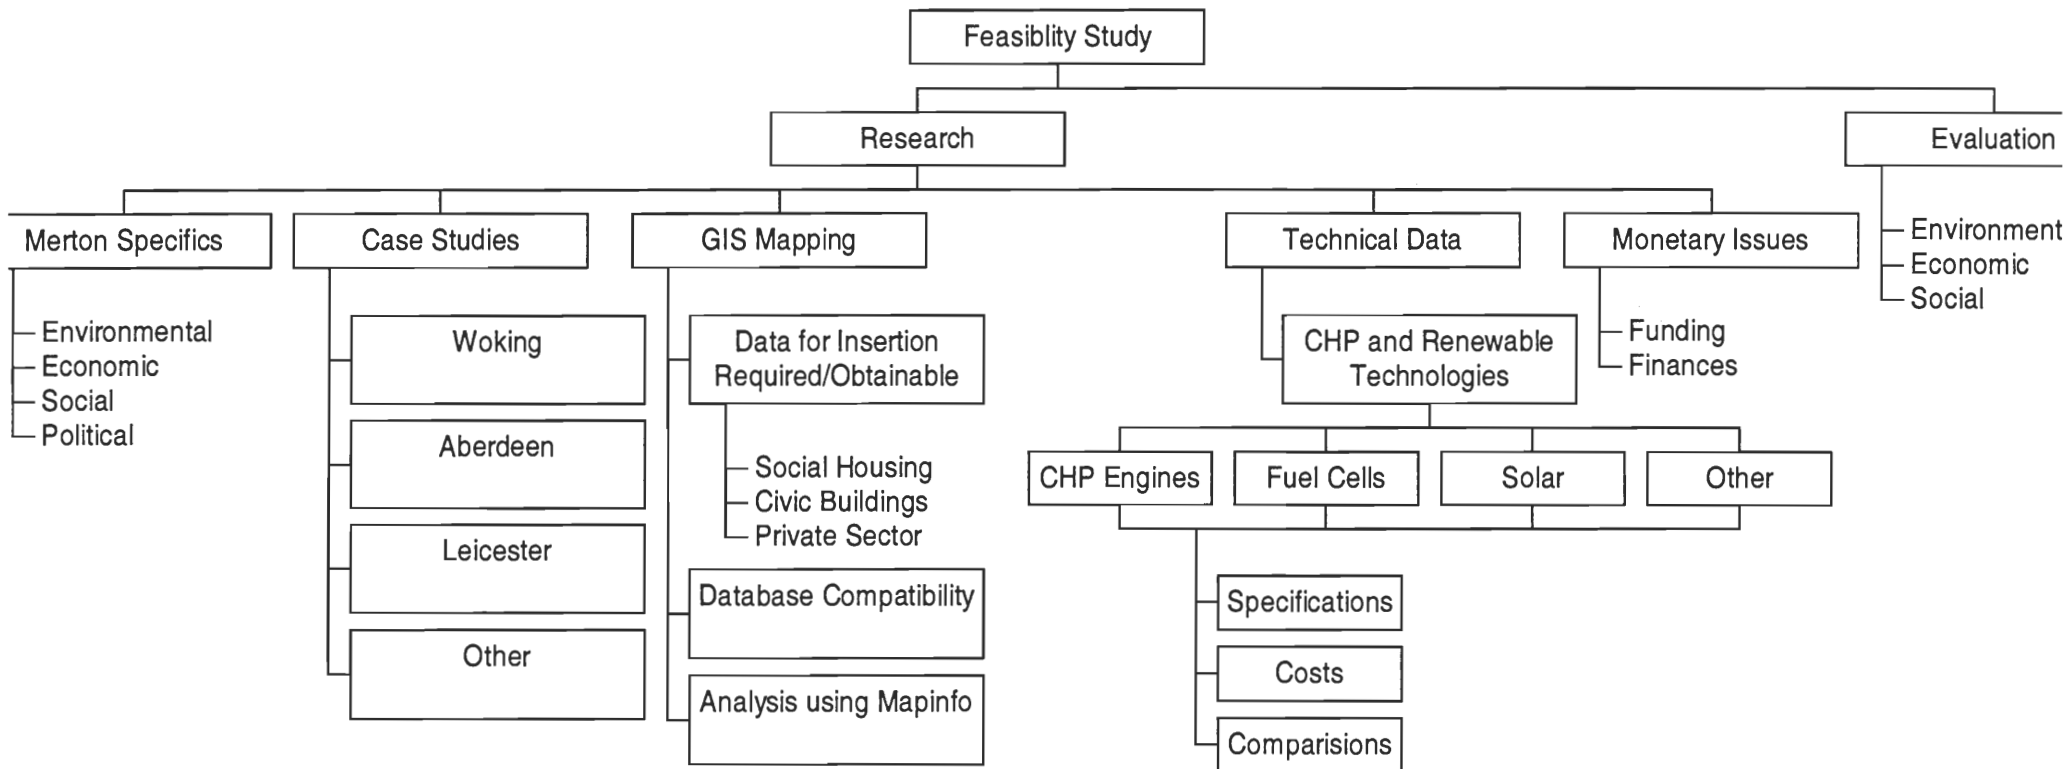 Feasiblity Study
Research
Evaluation
Merton Specifics
Environmental
Economic
Social
Political
Case Studies
Woking
Aberdeen
Leicester
Other
GIS Mapping
Data for Insertion
Required/Obtainable
Social Housing
Civic Buildings
Private Sector
Database Compatibility
Analysis using Mapinfo
Technical Data
CHP and Renewable
Technologies
CHP Engines
Fuel Cells
Solar
Other
Specifications
Costs
Comparisions
Monetary Issues
Funding
Finances
Environment
Economic
Social